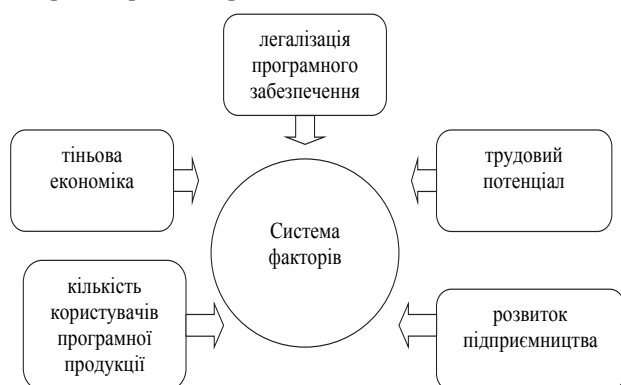 легалізація
програмного
забезпечення
тіньова
економіка
трудовий
потенціал
Система
факторів
кількість
користувачів
програмної
продукції
розвиток
підприємництва